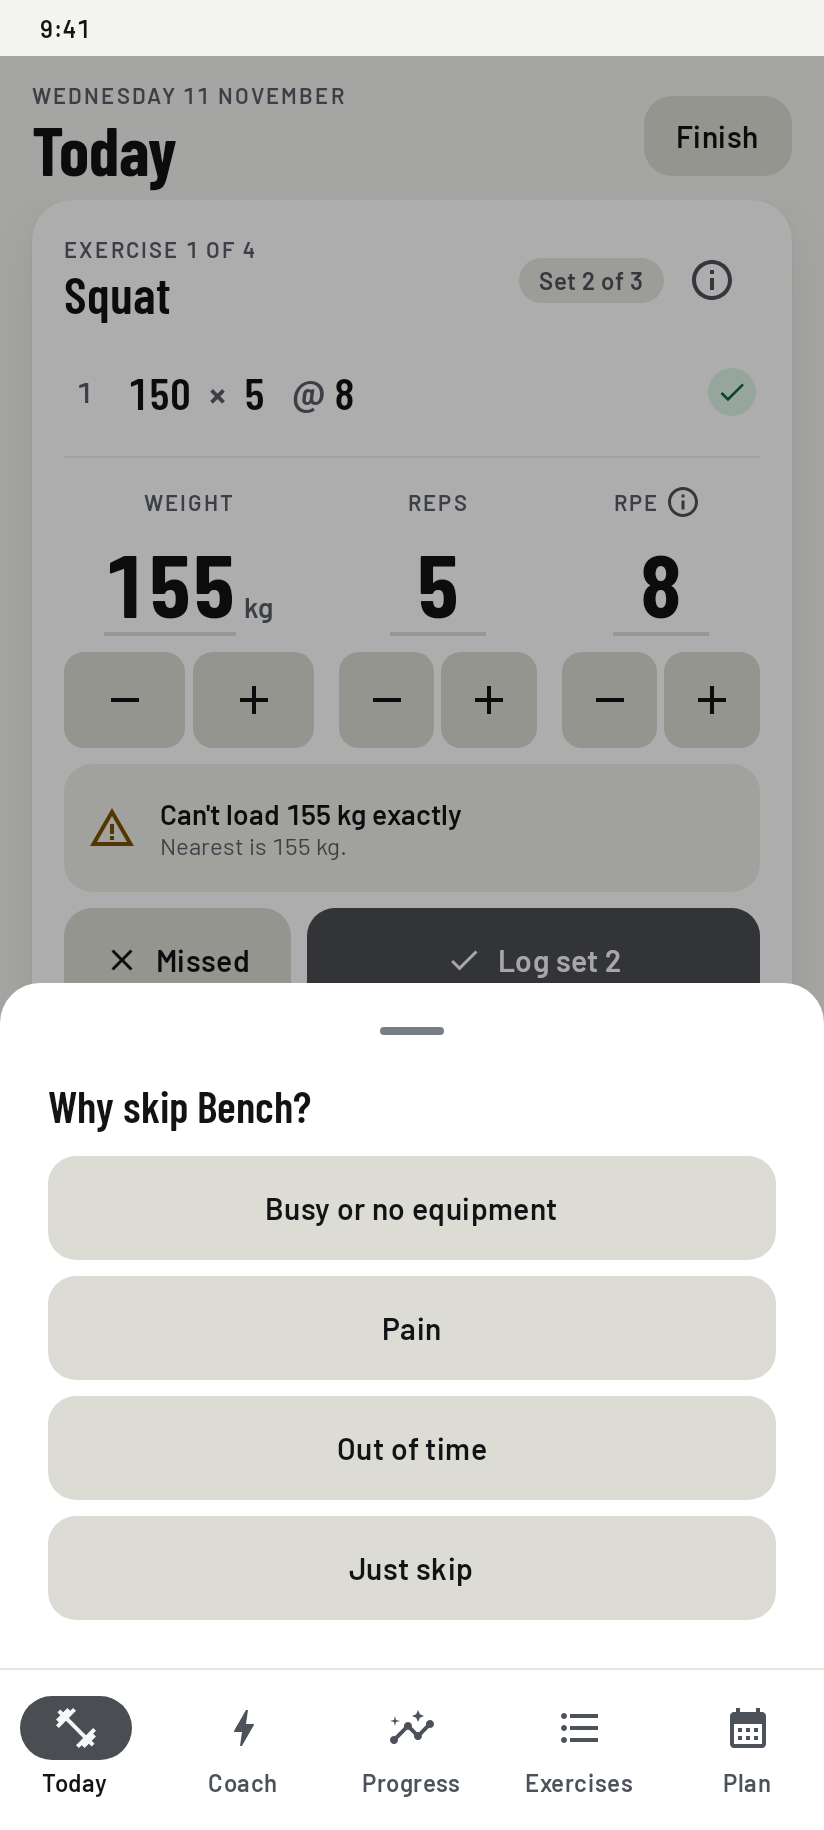 9:41
WEDNESDAY 11 NOVEMBER
Today
Finish
EXERCISE 1 OF 4
Squat
Set 2 of 3
1 150 × 5 @ 8
WEIGHT REPS RPE
155 kg 5 8
Can't load 155 kg exactly
Nearest is 155 kg.
Missed
Log set 2
Why skip Bench?
Busy or no equipment
Pain
Out of time
Just skip
Today Coach Progress Exercises Plan